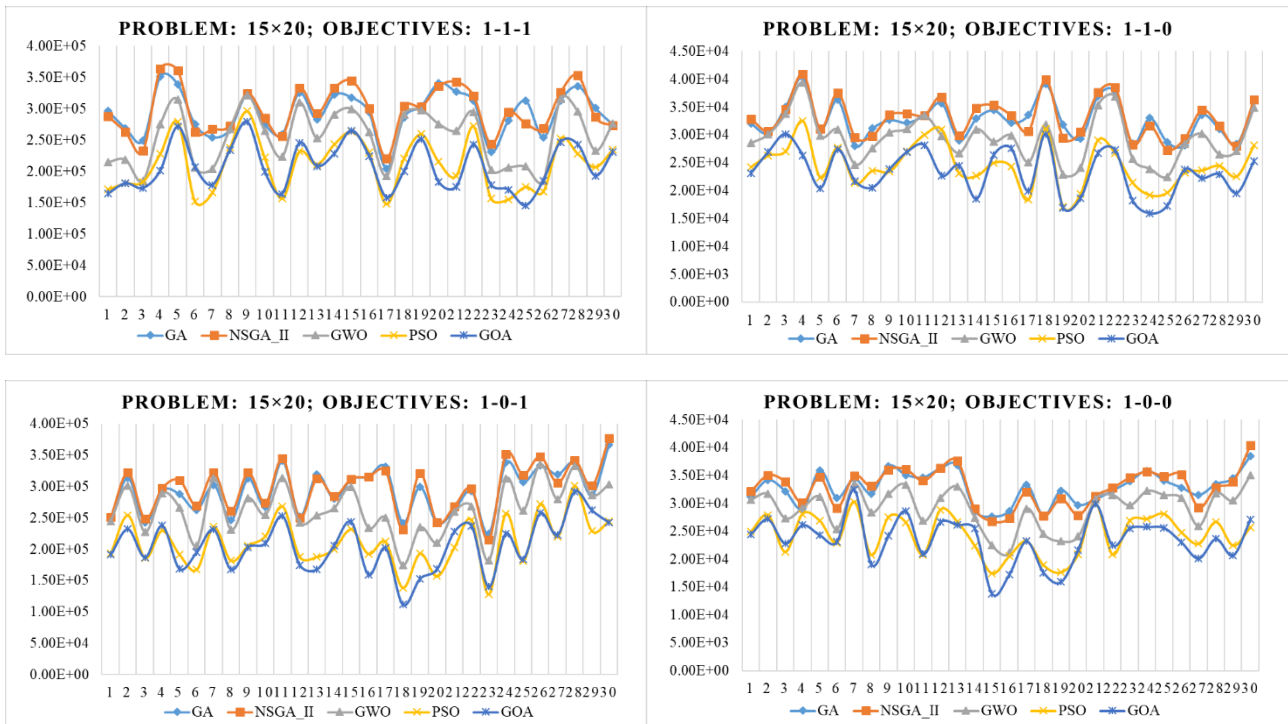 PROBLEM: 15×20; OBJECTIVES: 1-1-1
4.00E+05
3.50E+05
3.00E+05
2.50E+05
2.00E+05
1.50E+05
1.00E+05
5.00E+04
0.00E+00
1 2 3 4 5 6 7 8 9 10 11 12 13 14 15 16 17 18 19 20 21 22 23 24 25 26 27 28 29 30
GA NSGA_II GWO PSO GOA
PROBLEM: 15×20; OBJECTIVES: 1-1-0
4.50E+04
4.00E+04
3.50E+04
3.00E+04
2.50E+04
2.00E+04
1.50E+04
1.00E+04
5.00E+03
0.00E+00
1 2 3 4 5 6 7 8 9 10 11 12 13 14 15 16 17 18 19 20 21 22 23 24 25 26 27 28 29 30
GA NSGA_II GWO PSO GOA
PROBLEM: 15×20; OBJECTIVES: 1-0-1
4.00E+05
3.50E+05
3.00E+05
2.50E+05
2.00E+05
1.50E+05
1.00E+05
5.00E+04
0.00E+00
1 2 3 4 5 6 7 8 9 10 11 12 13 14 15 16 17 18 19 20 21 22 23 24 25 26 27 28 29 30
GA NSGA_II GWO PSO GOA
PROBLEM: 15×20; OBJECTIVES: 1-0-0
4.50E+04
4.00E+04
3.50E+04
3.00E+04
2.50E+04
2.00E+04
1.50E+04
1.00E+04
5.00E+03
0.00E+00
1 2 3 4 5 6 7 8 9 10 11 12 13 14 15 16 17 18 19 20 21 22 23 24 25 26 27 28 29 30
GA NSGA_II GWO PSO GOA